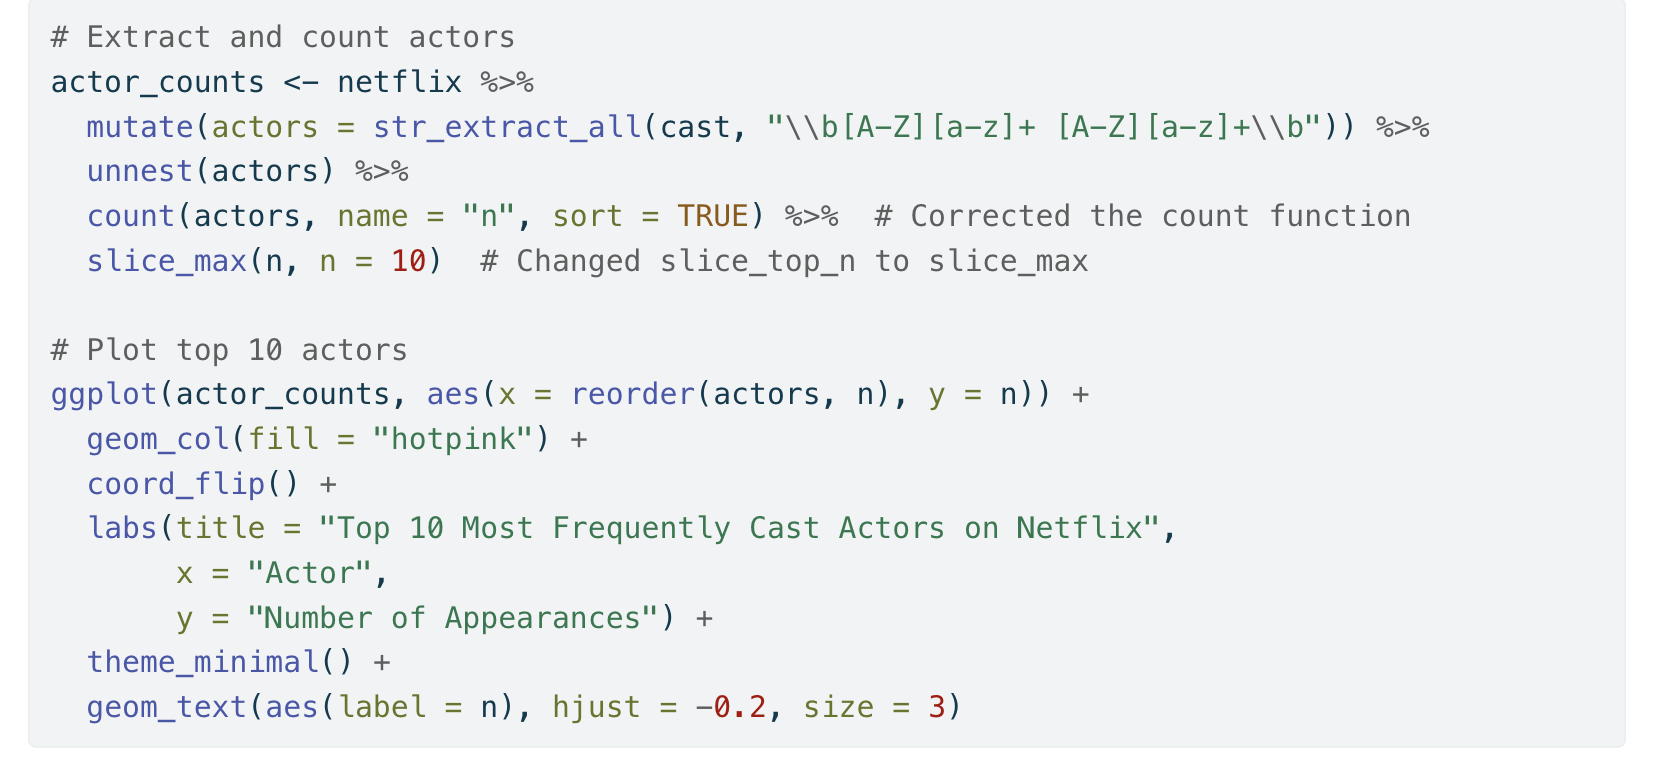 # Extract and count actors
actor_counts <- netflix %>%
  mutate(actors = str_extract_all(cast, "\\b[A-Z][a-z]+ [A-Z][a-z]+\\b")) %>%
  unnest(actors) %>%
  count(actors, name = "n", sort = TRUE) %>%  # Corrected the count function
  slice_max(n, n = 10)  # Changed slice_top_n to slice_max

# Plot top 10 actors
ggplot(actor_counts, aes(x = reorder(actors, n), y = n)) +
  geom_col(fill = "hotpink") +
  coord_flip() +
  labs(title = "Top 10 Most Frequently Cast Actors on Netflix",
       x = "Actor",
       y = "Number of Appearances") +
  theme_minimal() +
  geom_text(aes(label = n), hjust = -0.2, size = 3)